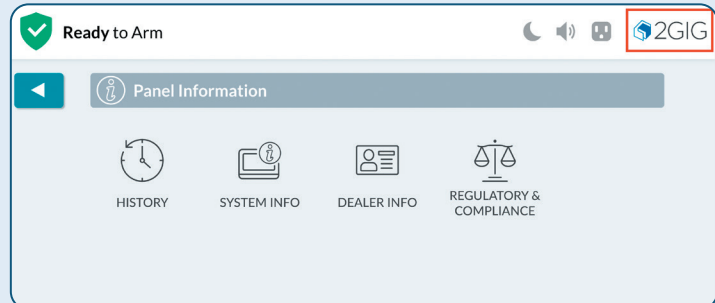 Ready to Arm
2GIG
Panel Information
HISTORY
SYSTEM INFO
DEALER INFO
REGULATORY &
COMPLIANCE